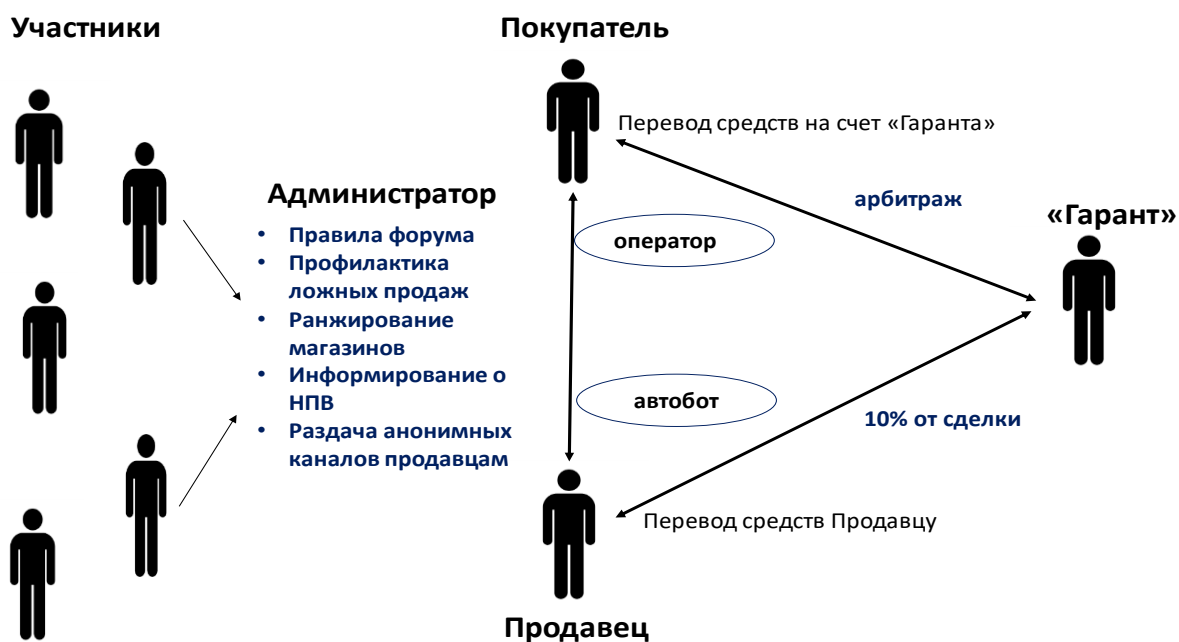 Участники
Покупатель
Перевод средств на счет «Гаранта»
Администратор
арбитраж
«Гарант»
• Правила форума
• Профилактика
ложных продаж
• Ранжирование
магазинов
• Информирование о
НПВ
• Раздача анонимных
каналов продавцам
оператор
автобот
10% от сделки
Перевод средств Продавцу
Продавец